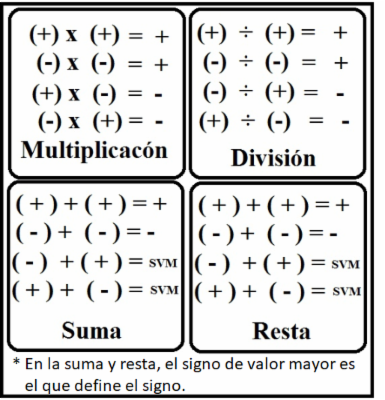 (+) x (+) = +
(-) x (-) = +
(+) x (-) = -
(-) x (+) = -
Multiplicacón
(+) ÷ (+) = +
(-) ÷ (-) = +
(-) ÷ (+) = -
(+) ÷ (-) = -
División
(+) + (+) = +
(-) + (-) = -
(-) + (+) = SVM
(+) + (-) = SVM
Suma
(+) + (+) = +
(-) + (-) = -
(-) + (+) = SVM
(+) + (-) = SVM
Resta
* En la suma y resta, el signo de valor mayor es
el que define el signo.